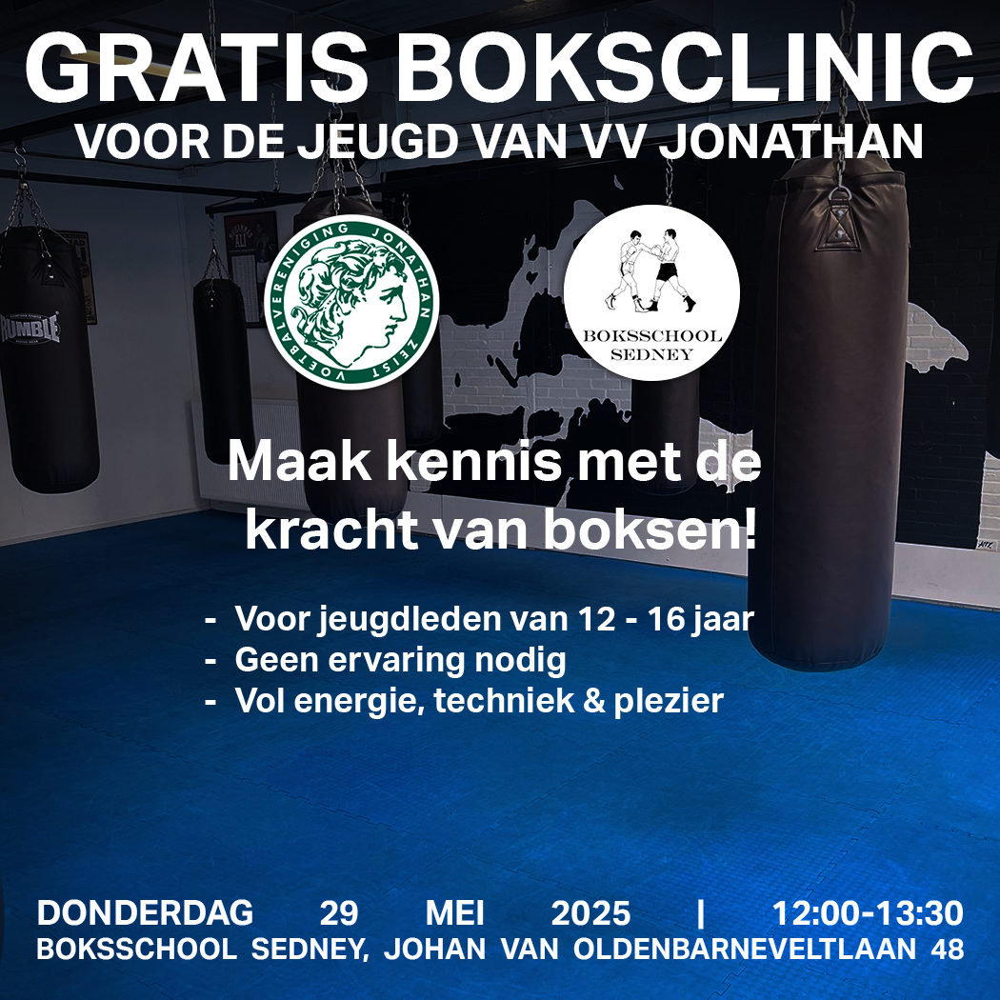 GRATIS BOKSCLINIC
VOOR DE JEUGD VAN VV JONATHAN
VOETBALVERENIGING JONATHAN ZEIST
BOKSSCHOOL
SEDNEY
RUMBLE
Maak kennis met de
kracht van boksen!
- Voor jeugdleden van 12 - 16 jaar
- Geen ervaring nodig
- Vol energie, techniek & plezier
DONDERDAG 29 MEI 2025 | 12:00-13:30
BOKSSCHOOL SEDNEY, JOHAN VAN OLDENBARNEVELTLAAN 48